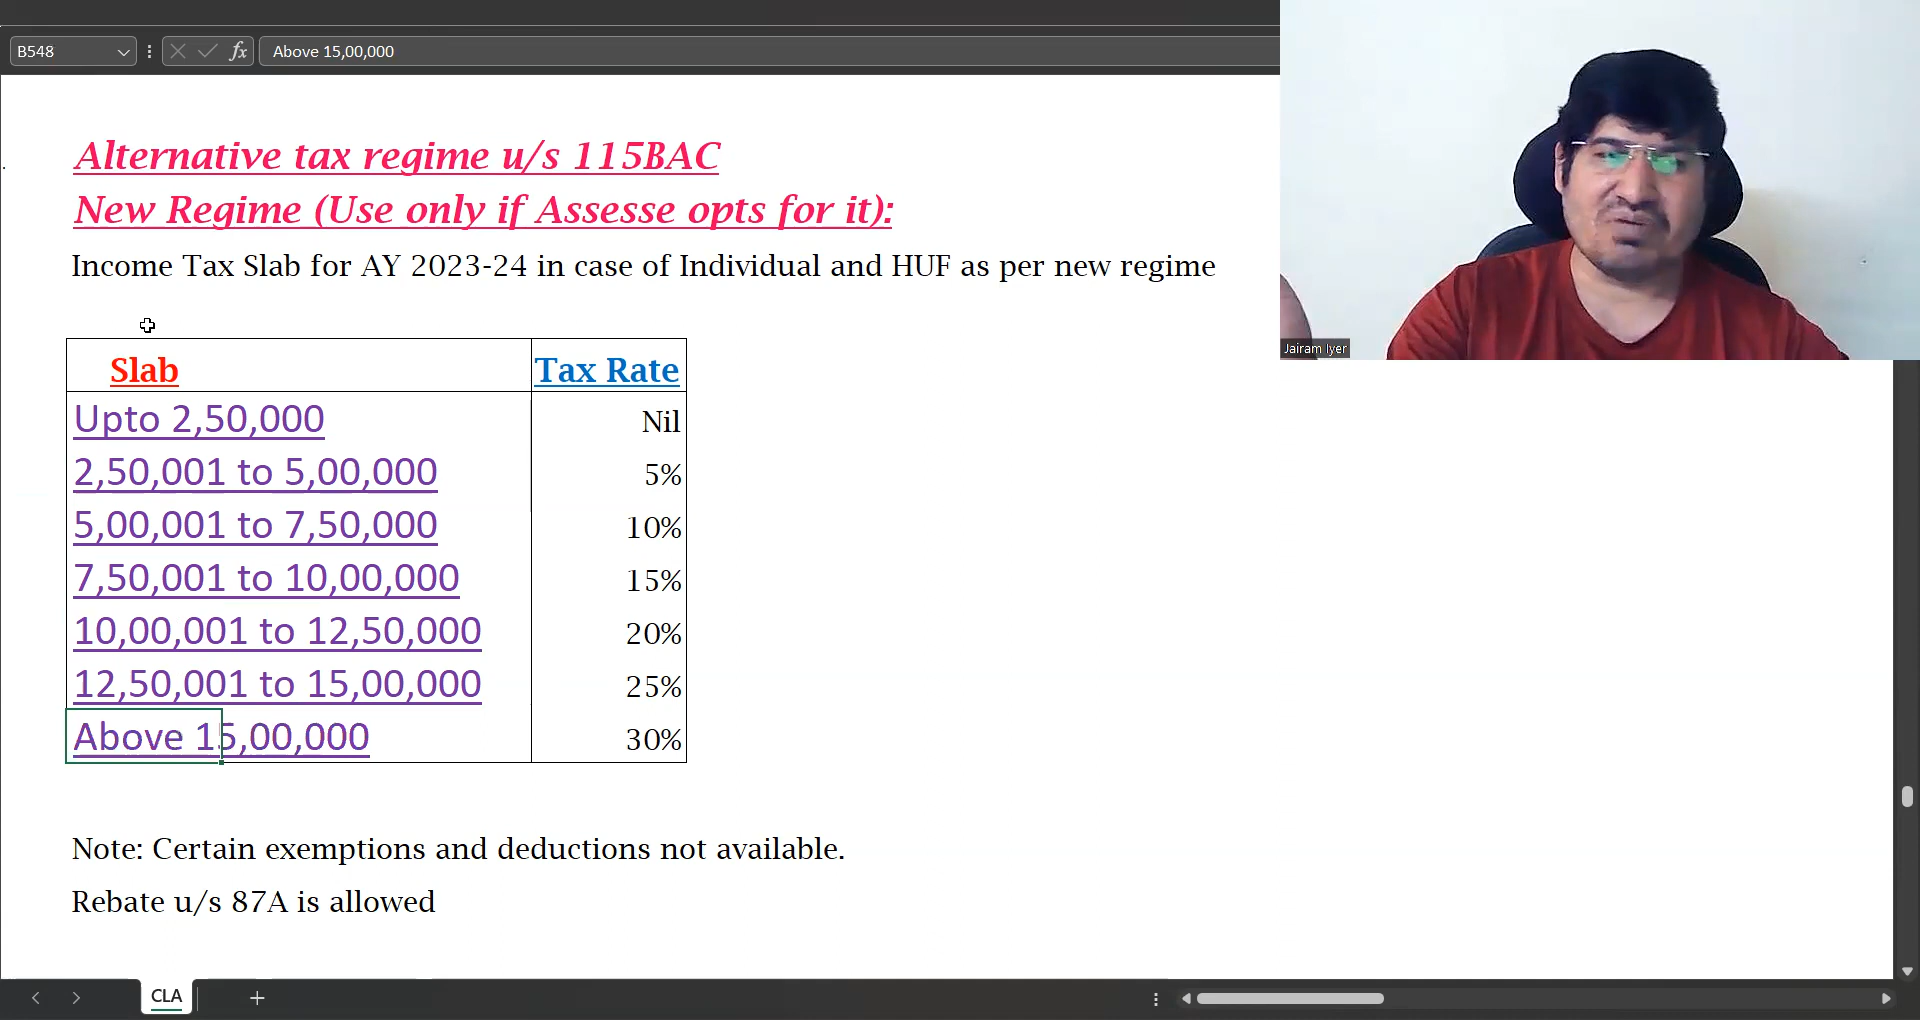 B548
fx
Above 15,00,000
Alternative tax regime u/s 115BAC
New Regime (Use only if Assesse opts for it):
Income Tax Slab for AY 2023-24 in case of Individual and HUF as per new regime
Jairam Iyer
Slab Tax Rate
Upto 2,50,000 Nil
2,50,001 to 5,00,000 5%
5,00,001 to 7,50,000 10%
7,50,001 to 10,00,000 15%
10,00,001 to 12,50,000 20%
12,50,001 to 15,00,000 25%
Above 15,00,000 30%
Note: Certain exemptions and deductions not available.
Rebate u/s 87A is allowed
CLA